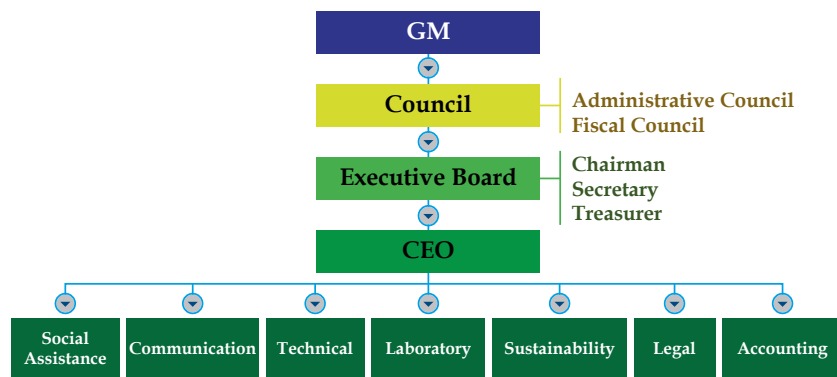 GM
Council
Administrative Council
Fiscal Council
Executive Board
Chairman
Secretary
Treasurer
CEO
Social
Assistance
Communication
Technical
Laboratory
Sustainability
Legal
Accounting